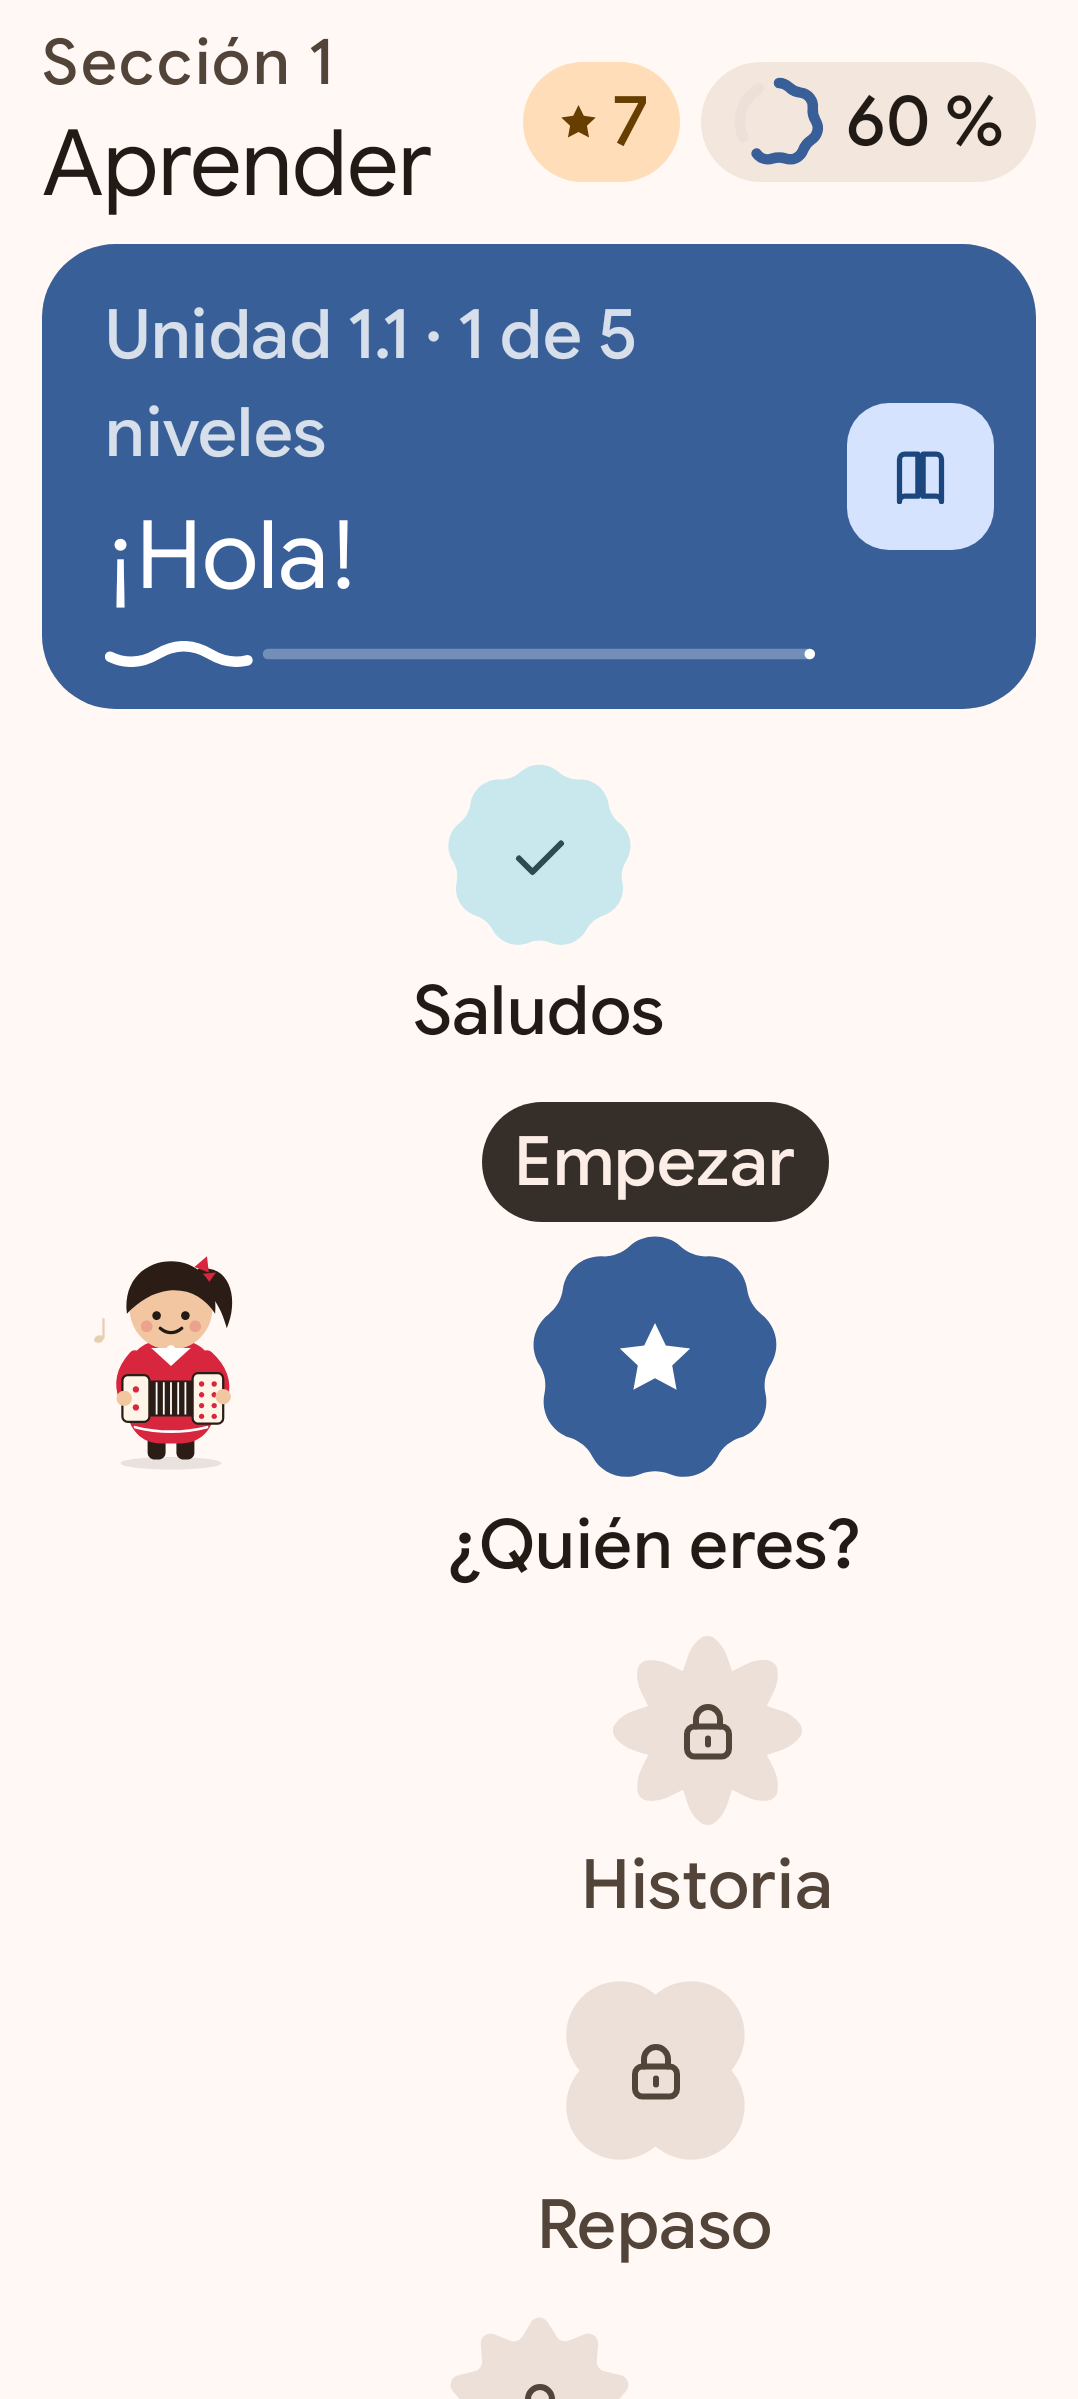 Sección 1
Aprender
7
60 %
Unidad 1.1 · 1 de 5
niveles
¡Hola!
Saludos
Empezar
¿Quién eres?
Historia
Repaso